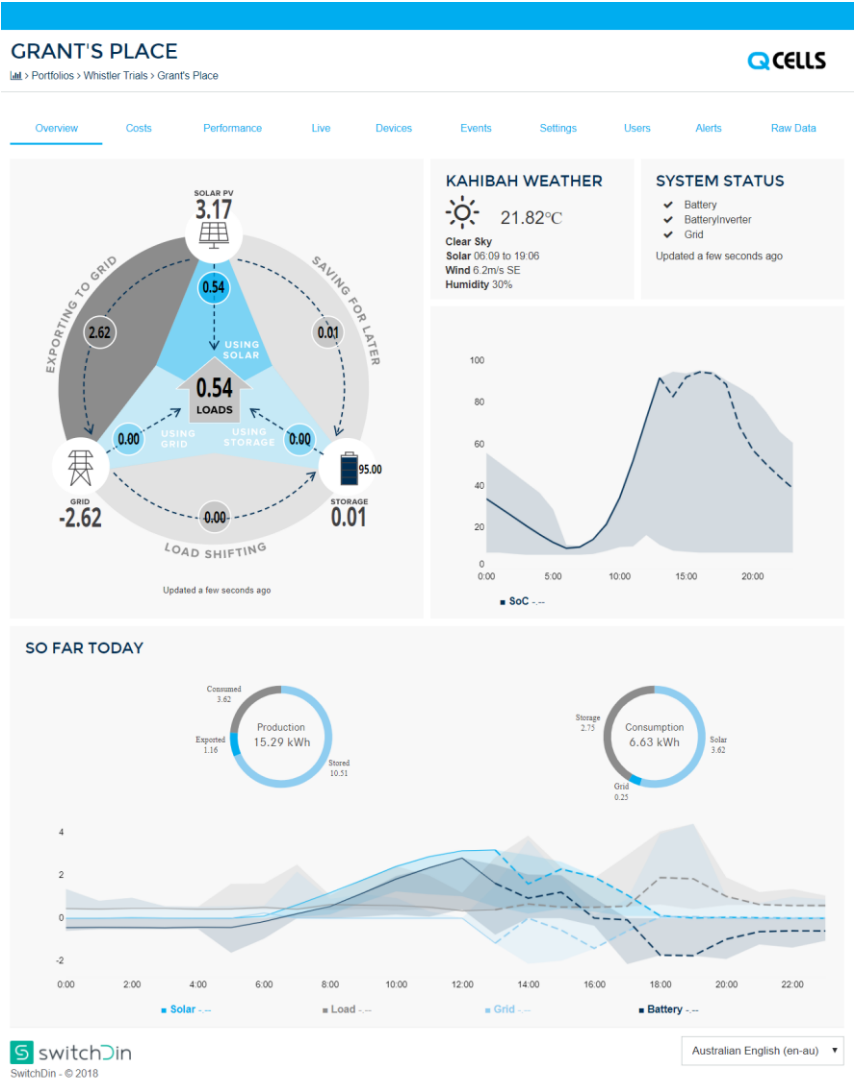 GRANT'S PLACE
> Portfolios > Whistler Trials > Grant's Place
QCELLS
Overview
Costs
Performance
Live
Devices
Events
Settings
Users
Alerts
Raw Data
SOLAR PV
3.17
EXPORTING TO GRID
SAVING FOR LATER
0.54
2.62
0.01
USING
SOLAR
0.54
LOADS
0.00
USING
GRID
USING
STORAGE
0.00
95.00
GRID
-2.62
STORAGE
0.01
0.00
LOAD SHIFTING
Updated a few seconds ago
KAHIBAH WEATHER
21.82°C
Clear Sky
Solar 06:09 to 19:06
Wind 6.2m/s SE
Humidity 30%
SYSTEM STATUS
Battery
BatteryInverter
Grid
Updated a few seconds ago
100
80
60
40
20
0
0:00 5:00 10:00 15:00 20:00
SoC -.--
SO FAR TODAY
Consumed
3.62
Exported
1.16
Production
15.29 kWh
Stored
10.51
Storage
2.75
Consumption
6.63 kWh
Solar
3.62
Grid
0.25
4
2
0
-2
0:00 2:00 4:00 6:00 8:00 10:00 12:00 14:00 16:00 18:00 20:00 22:00
Solar -.-- Load -.-- Grid -.-- Battery -.--
S switchDin
SwitchDin - © 2018
Australian English (en-au)